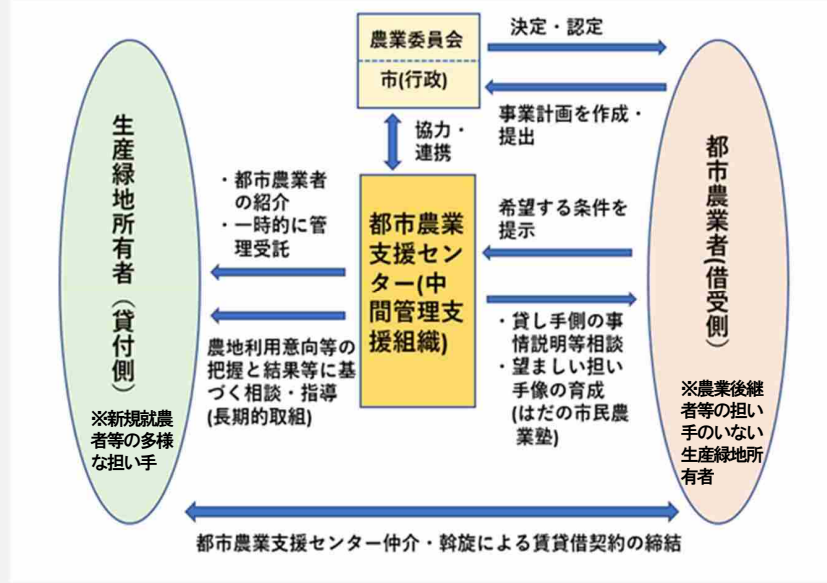 農業委員会
市(行政)
決定・認定
事業計画を作成・
提出
協力・
連携
生産緑地所有者（貸付側）
※新規就農
者等の多様
な担い手
・都市農業者
の紹介
・一時的に管
理受託
農地利用意向等の
把握と結果等に基
づく相談・指導
(長期的取組)
都市農業
支援セン
ター(中
間管理支
援組織)
希望する条件を
提示
・貸し手側の事
情説明等相談
・望ましい担い
手像の育成
(はだの市民農
業塾)
都市農業者(借受側)
※農業後継
者等の担い
手のいない
生産緑地所
有者
都市農業支援センター仲介・斡旋による賃貸借契約の締結